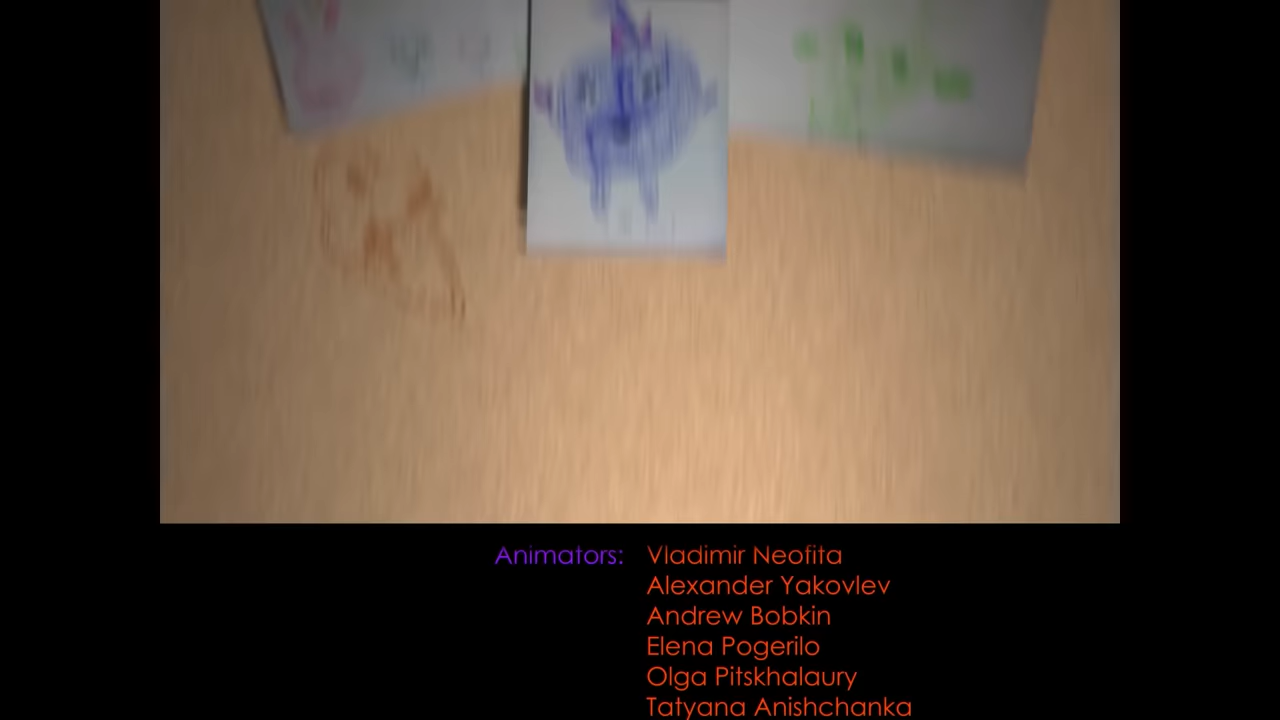 Animators: Vladimir Neofita
Alexander Yakovlev
Andrew Bobkin
Elena Pogerilo
Olga Pitskhalaury
Tatyana Anishchanka